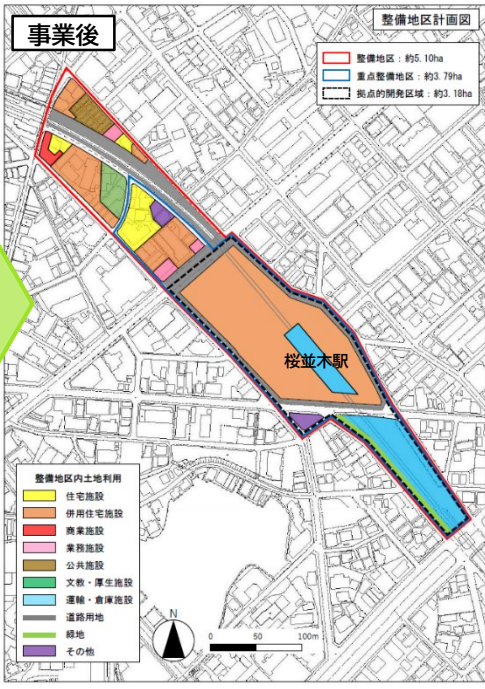 事業後
整備地区計画図
整備地区：約5.10ha
重点整備地区：約3.79ha
拠点的開発区域：約3.18ha
桜並木駅
整備地区内土地利用
住宅施設
併用住宅施設
商業施設
業務施設
公共施設
文教・厚生施設
運輸・倉庫施設
道路用地
緑地
その他
N
0 50 100m